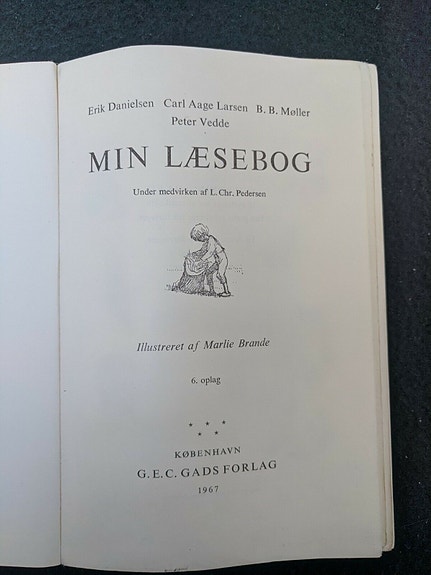 Erik Danielsen Carl Aage Larsen B. B. Møller
Peter Vedde
MIN LÆSEBOG
Under medvirken af L. Chr. Pedersen
Illustreret af Marlie Brande
6. oplag
KØBENHAVN
G. E. C. GADS FORLAG
1967